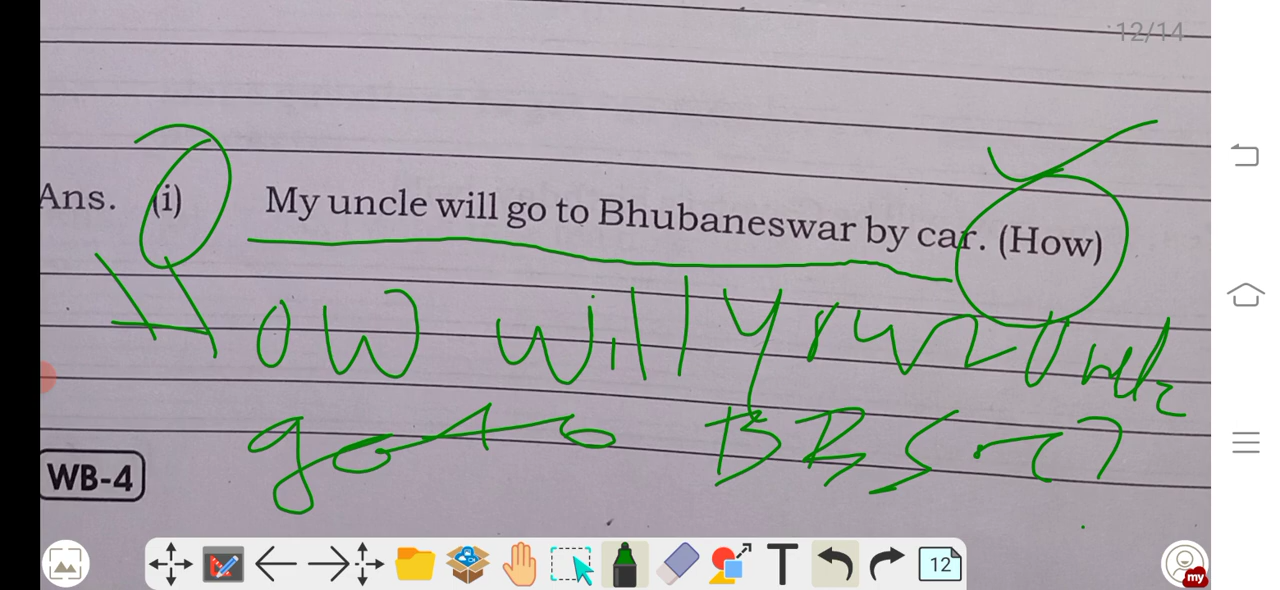 12/14
Ans. (i) My uncle will go to Bhubaneswar by car. (How)
How will your uncle
go to BBS
WB-4
T 12
my